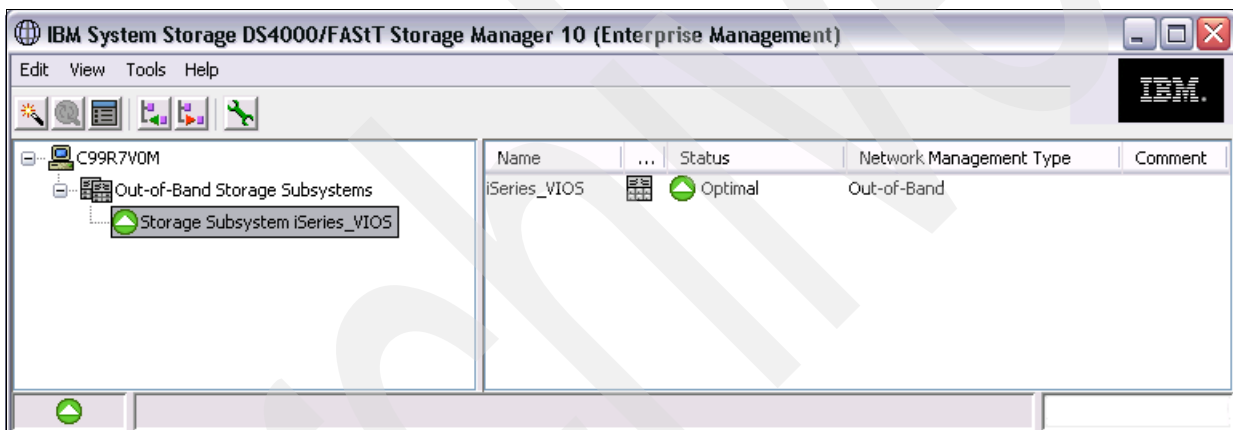 IBM System Storage DS4000/FAStT Storage Manager 10 (Enterprise Management)
Edit View Tools Help
IBM.
C99R7V0M
Out-of-Band Storage Subsystems
Storage Subsystem iSeries_VIOS
Name ... Status Network Management Type Comment
iSeries_VIOS Optimal Out-of-Band